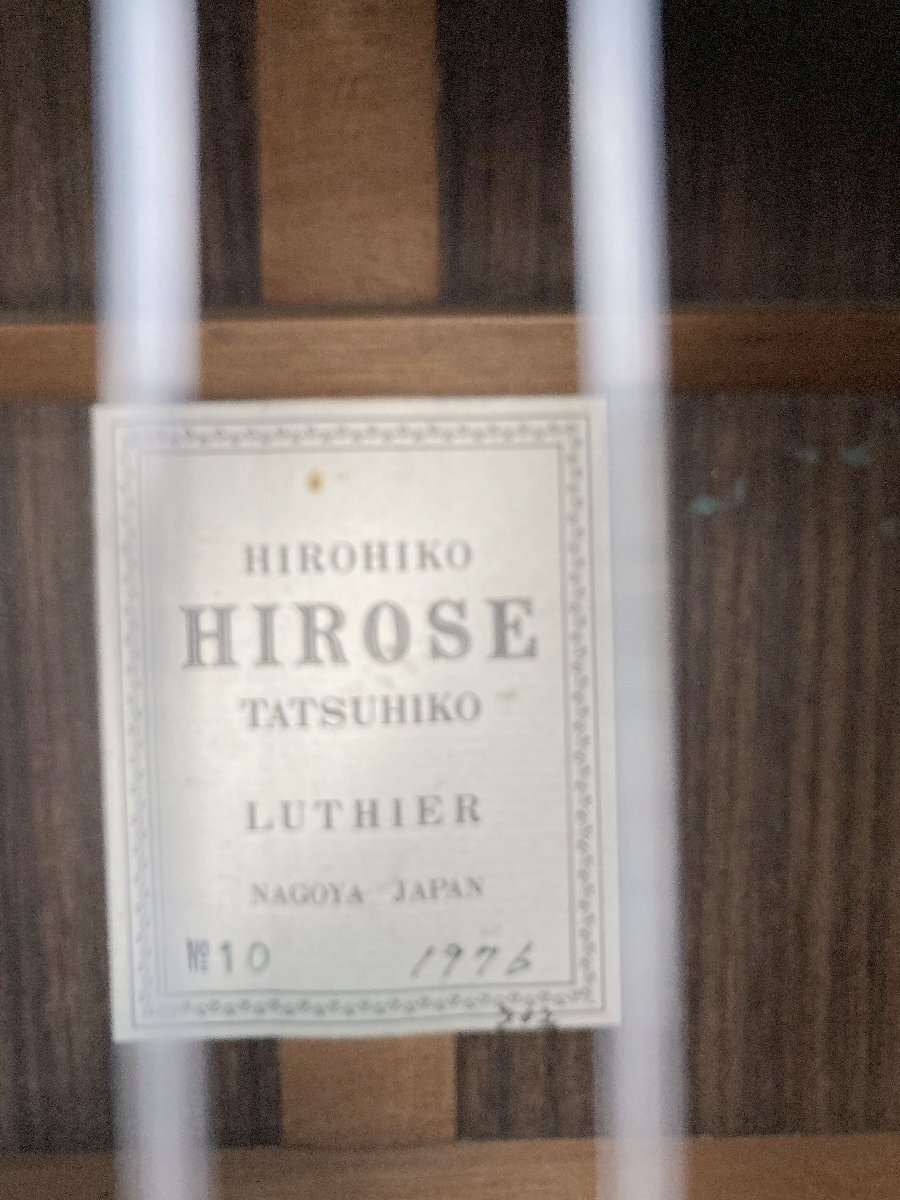 HIROHIKO
HIROSE
TATSUHIKO
LUTHIER
NAGOYA JAPAN
№10 1976